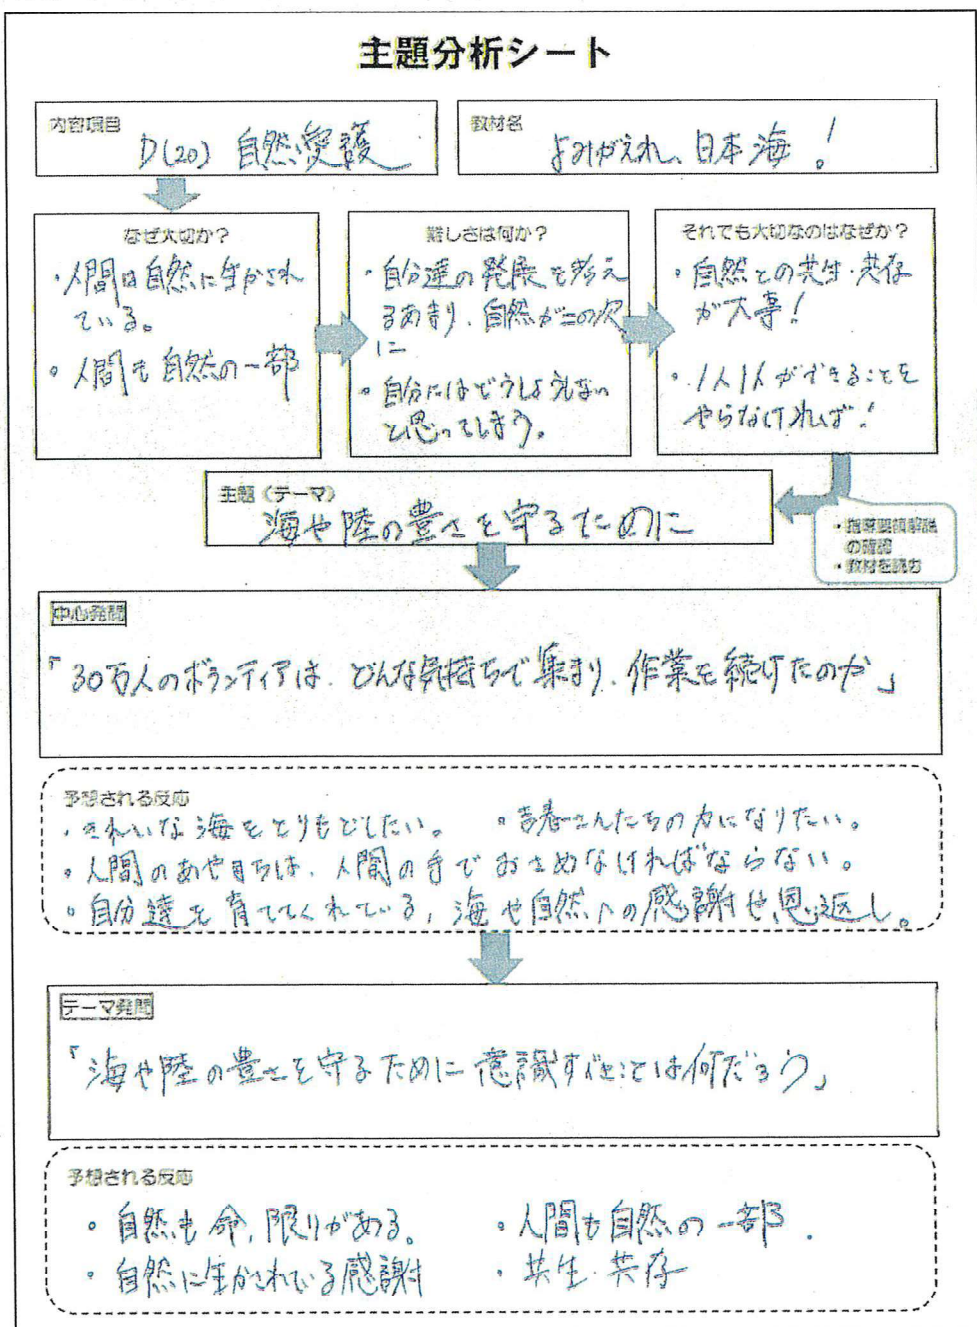 主題分析シート
内容項目
D(20) 自然愛護
教材名
よみがえれ、日本海!
なぜ大切か?
・人間は自然に生かされ
ている。
・人間も自然の一部
難しさは何か?
・自分達の発展を考え
るあまり、自然が二の次
に
・自分にはどうしようもない
と思ってしまう。
それでも大切なのはなぜか?
・自然との共生・共存
が大事!
・1人1人ができることを
やらなければ!
主題(テーマ)
海や陸の豊さを守るために
・指導要領解説
の確認
・教材を読む
中心発問
「30万人のボランティアは、どんな気持ちで集まり、作業を続けたのか」
予想される反応
・きれいな海をとりもどしたい。
・さんたちの力になりたい。
・人間のあやまちは、人間の手でおさめなければならない。
・自分達を育ててくれている、海や自然への感謝や恩返し。
テーマ発問
「海や陸の豊さを守るために意識すべきことは何だろう」
予想される反応
・自然も命、限りがある。
・人間も自然の一部.
・自然に生かされている感謝
・共生・共存